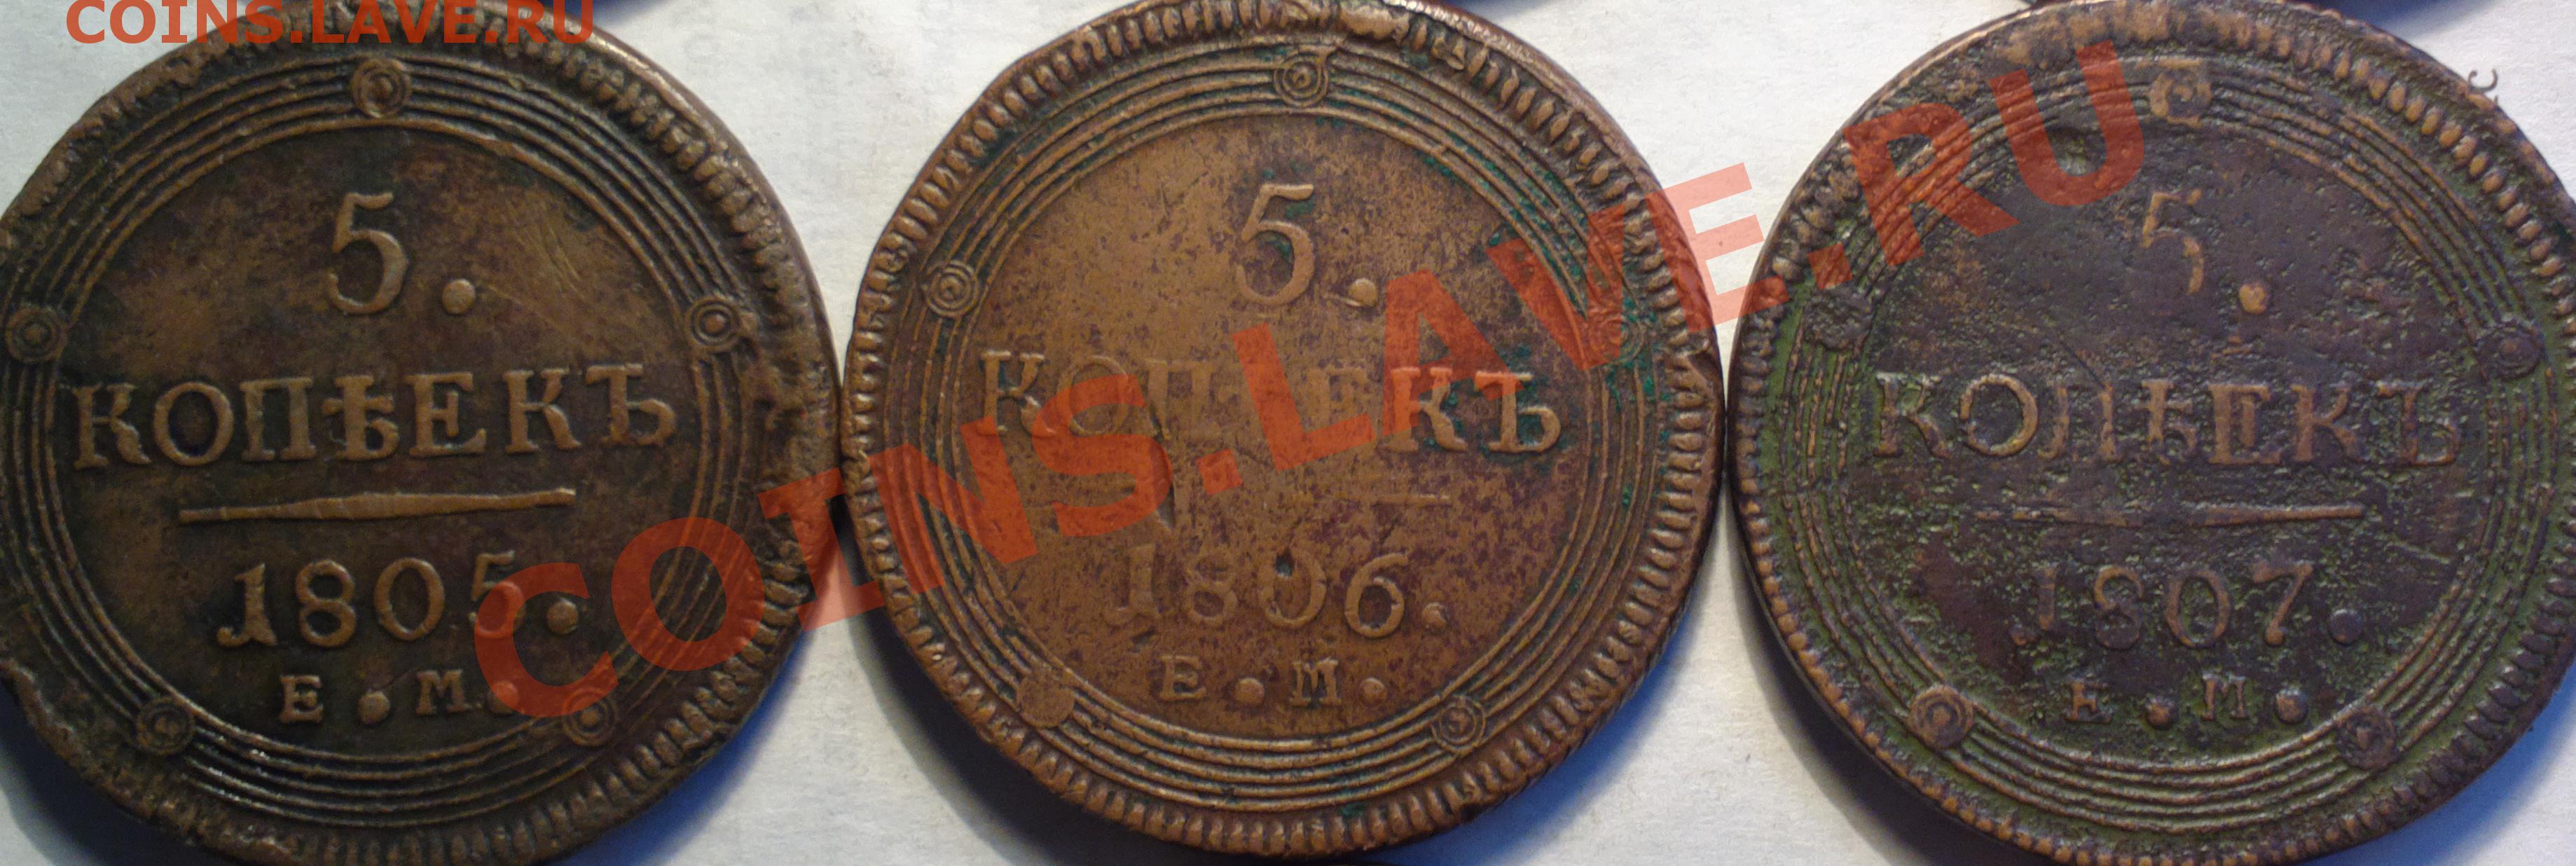 COINS.LAVE.RU
5.
КОПѢЕКЪ
1805.
Е.М.
5.
КОПѢЕКЪ
1806.
Е.М.
5.
КОПѢЕКЪ
1807.
Е.М.
COINS.LAVE.RU